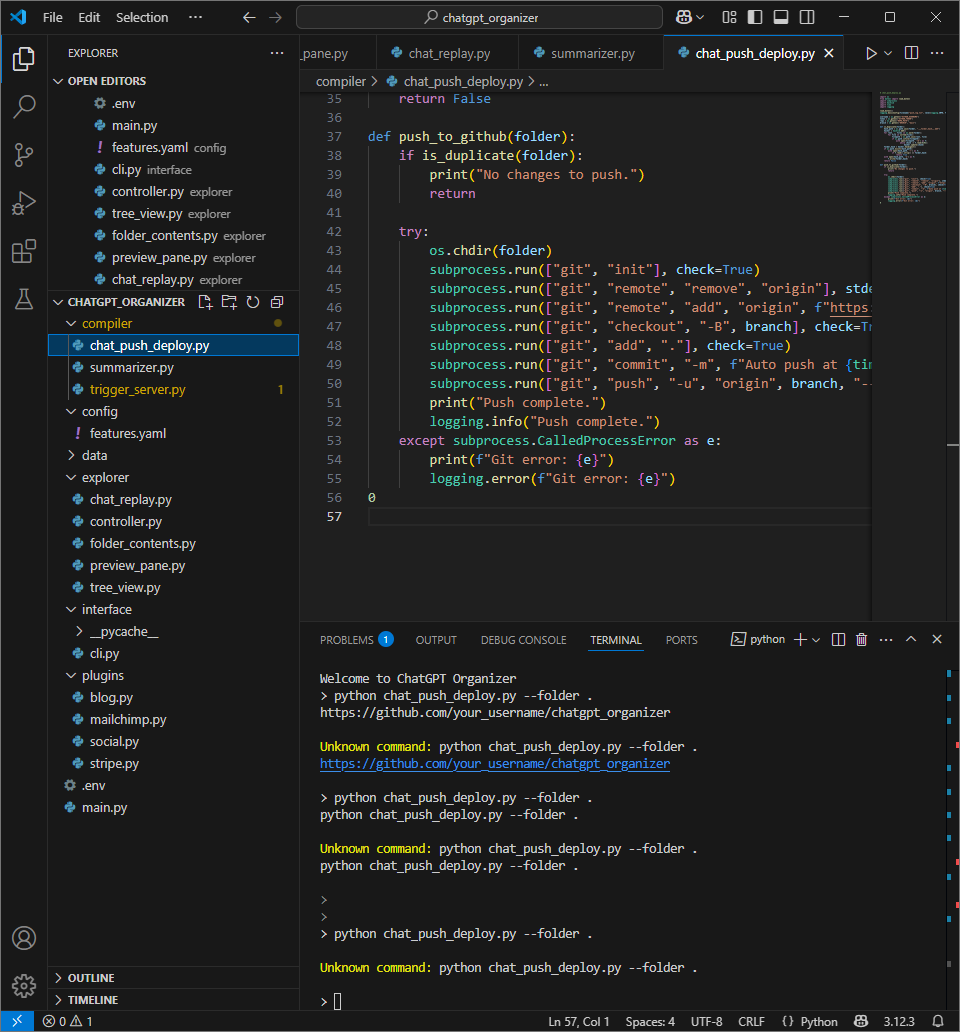 File Edit Selection ··· chatgpt_organizer
EXPLORER ···
OPEN EDITORS
.env
main.py
! features.yaml config
cli.py interface
controller.py explorer
tree_view.py explorer
folder_contents.py explorer
preview_pane.py explorer
chat_replay.py explorer
CHATGPT_ORGANIZER
compiler
chat_push_deploy.py
summarizer.py
trigger_server.py 1
config
! features.yaml
data
explorer
chat_replay.py
controller.py
folder_contents.py
preview_pane.py
tree_view.py
interface
__pycache__
cli.py
plugins
blog.py
mailchimp.py
social.py
stripe.py
.env
main.py
OUTLINE
TIMELINE
_pane.py chat_replay.py summarizer.py chat_push_deploy.py
compiler > chat_push_deploy.py > ...
35 return False
36
37 def push_to_github(folder):
38 if is_duplicate(folder):
39 print("No changes to push.")
40 return
41
42 try:
43 os.chdir(folder)
44 subprocess.run(["git", "init"], check=True)
45 subprocess.run(["git", "remote", "remove", "origin"], stde
46 subprocess.run(["git", "remote", "add", "origin", f"https:
47 subprocess.run(["git", "checkout", "-B", branch], check=Tr
48 subprocess.run(["git", "add", "."], check=True)
49 subprocess.run(["git", "commit", "-m", f"Auto push at {tim
50 subprocess.run(["git", "push", "-u", "origin", branch, "--
51 print("Push complete.")
52 logging.info("Push complete.")
53 except subprocess.CalledProcessError as e:
54 print(f"Git error: {e}")
55 logging.error(f"Git error: {e}")
56 0
57
PROBLEMS 1 OUTPUT DEBUG CONSOLE TERMINAL PORTS python
Welcome to ChatGPT Organizer
> python chat_push_deploy.py --folder .
https://github.com/your_username/chatgpt_organizer
Unknown command: python chat_push_deploy.py --folder .
https://github.com/your_username/chatgpt_organizer
> python chat_push_deploy.py --folder .
python chat_push_deploy.py --folder .
Unknown command: python chat_push_deploy.py --folder .
python chat_push_deploy.py --folder .
>
>
> python chat_push_deploy.py --folder .
Unknown command: python chat_push_deploy.py --folder .
>
0 1 Ln 57, Col 1 Spaces: 4 UTF-8 CRLF {} Python 3.12.3